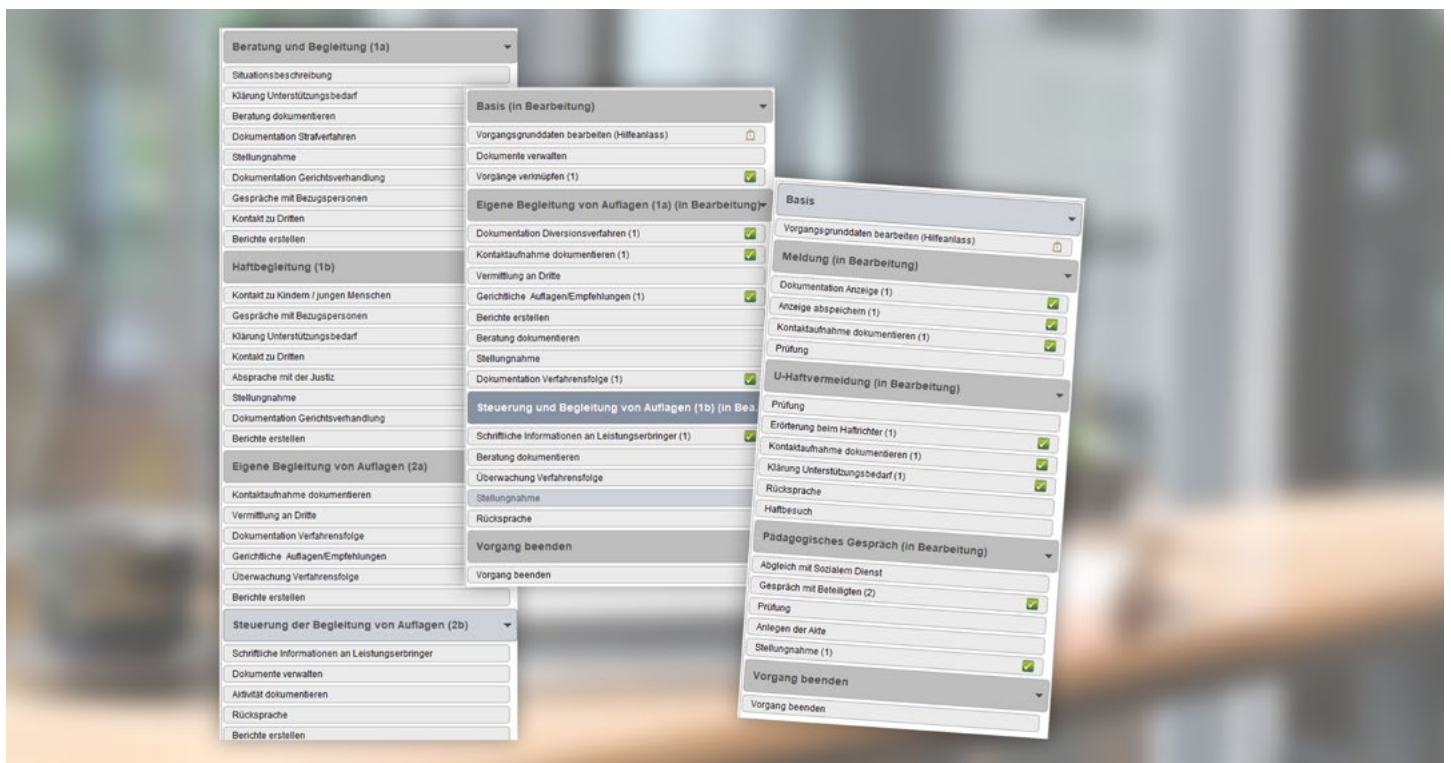 Beratung und Begleitung (1a)
Situationsbeschreibung
Klärung Unterstützungsbedarf
Beratung dokumentieren
Dokumentation Strafverfahren
Stellungnahme
Dokumentation Gerichtsverhandlung
Gespräche mit Bezugspersonen
Kontakt zu Dritten
Berichte erstellen
Haftbegleitung (1b)
Kontakt zu Kindern / jungen Menschen
Gespräche mit Bezugspersonen
Klärung Unterstützungsbedarf
Kontakt zu Dritten
Absprache mit der Justiz
Stellungnahme
Dokumentation Gerichtsverhandlung
Berichte erstellen
Eigene Begleitung von Auflagen (2a)
Kontaktaufnahme dokumentieren
Vermittlung an Dritte
Dokumentation Verfahrensfolge
Gerichtliche Auflagen/Empfehlungen
Überwachung Verfahrensfolge
Berichte erstellen
Steuerung der Begleitung von Auflagen (2b)
Schriftliche Informationen an Leistungserbringer
Dokumente verwalten
Aktivität dokumentieren
Rücksprache
Berichte erstellen
Basis (in Bearbeitung)
Vorgangsgrunddaten bearbeiten (Hilfeanlass)
Dokumente verwalten
Vorgänge verknüpfen (1)
Eigene Begleitung von Auflagen (1a) (in Bearbeitung)
Dokumentation Diversionsverfahren (1)
Kontaktaufnahme dokumentieren (1)
Vermittlung an Dritte
Gerichtliche Auflagen/Empfehlungen (1)
Berichte erstellen
Beratung dokumentieren
Stellungnahme
Dokumentation Verfahrensfolge (1)
Steuerung und Begleitung von Auflagen (1b) (in Bea...
Schriftliche Informationen an Leistungserbringer (1)
Beratung dokumentieren
Überwachung Verfahrensfolge
Stellungnahme
Rücksprache
Vorgang beenden
Vorgang beenden
Basis
Vorgangsgrunddaten bearbeiten (Hilfeanlass)
Meldung (in Bearbeitung)
Dokumentation Anzeige (1)
Anzeige abspeichern (1)
Kontaktaufnahme dokumentieren (1)
Prüfung
U-Haftvermeidung (in Bearbeitung)
Prüfung
Erörterung beim Haftrichter (1)
Kontaktaufnahme dokumentieren (1)
Klärung Unterstützungsbedarf (1)
Rücksprache
Haftbesuch
Pädagogisches Gespräch (in Bearbeitung)
Abgleich mit Sozialem Dienst
Gespräch mit Beteiligten (2)
Prüfung
Anlegen der Akte
Stellungnahme (1)
Vorgang beenden
Vorgang beenden